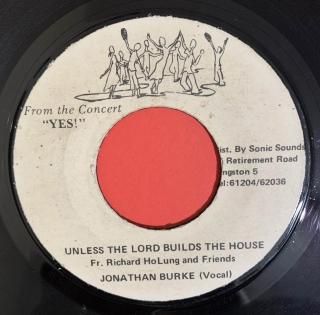 From the Concert
"YES!"
ist. By Sonic Sounds
Retirement Road
ngston 5
el:61204/62036
UNLESS THE LORD BUILDS THE HOUSE
Fr. Richard HoLung and Friends
JONATHAN BURKE (Vocal)